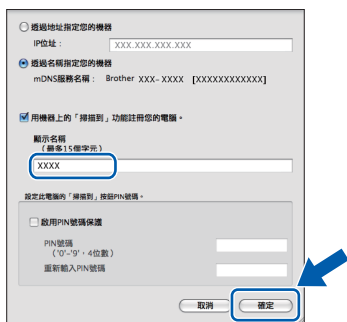 透過地址指定您的機器
IP位址： XXX.XXX.XXX.XXX
透過名稱指定您的機器
mDNS服務名稱： Brother XXX-XXXX [XXXXXXXXXXXX]
用機器上的「掃描到」功能註冊您的電腦。
顯示名稱
（最多15個字元）
XXXX
設定此電腦的「掃描到」按鈕PIN號碼。
啟用PIN號碼保護
PIN號碼
（'0'-'9'，4位數）
重新輸入PIN號碼
取消 確定